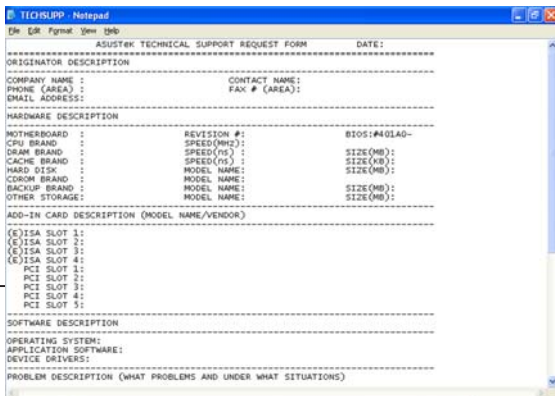 TECHSUPP - Notepad
File Edit Format View Help
ASUSTeK TECHNICAL SUPPORT REQUEST FORM DATE:
ORIGINATOR DESCRIPTION
COMPANY NAME : CONTACT NAME:
PHONE (AREA) : FAX # (AREA):
EMAIL ADDRESS:
HARDWARE DESCRIPTION
MOTHERBOARD : REVISION #: BIOS:#401A0-
CPU BRAND : SPEED(MHz):
DRAM BRAND : SPEED(ns) : SIZE(MB):
CACHE BRAND : SPEED(ns) : SIZE(KB):
HARD DISK : MODEL NAME: SIZE(MB):
CDROM BRAND : MODEL NAME:
BACKUP BRAND : MODEL NAME: SIZE(MB):
OTHER STORAGE: MODEL NAME: SIZE(MB):
ADD-IN CARD DESCRIPTION (MODEL NAME/VENDOR)
(E)ISA SLOT 1:
(E)ISA SLOT 2:
(E)ISA SLOT 3:
(E)ISA SLOT 4:
PCI SLOT 1:
PCI SLOT 2:
PCI SLOT 3:
PCI SLOT 4:
PCI SLOT 5:
SOFTWARE DESCRIPTION
OPERATING SYSTEM:
APPLICATION SOFTWARE:
DEVICE DRIVERS:
PROBLEM DESCRIPTION (WHAT PROBLEMS AND UNDER WHAT SITUATIONS)